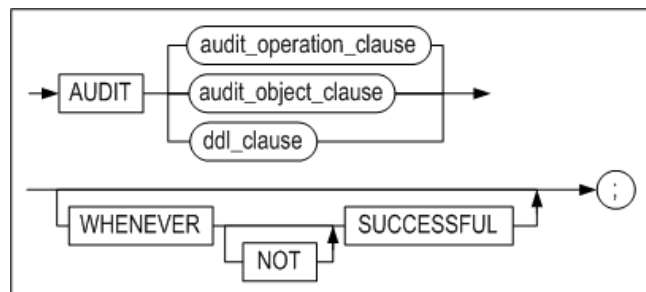 audit_operation_clause
AUDIT audit_object_clause
ddl_clause
;
WHENEVER SUCCESSFUL
NOT